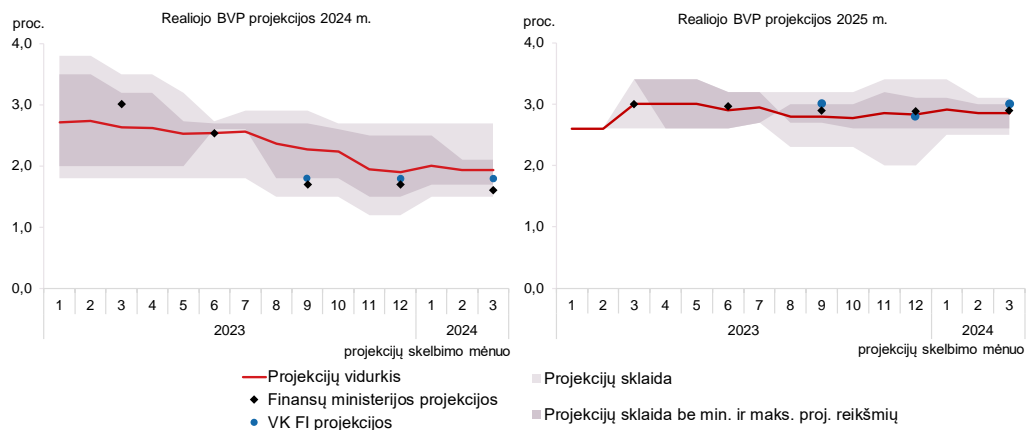 Realiojo BVP projekcijos 2024 m.
proc.
4,0
3,0
2,0
1,0
0,0
1 2 3 4 5 6 7 8 9 10 11 12 1 2 3
2023 2024
projekcijų skelbimo mėnuo
Realiojo BVP projekcijos 2025 m.
proc.
4,0
3,0
2,0
1,0
0,0
1 2 3 4 5 6 7 8 9 10 11 12 1 2 3
2023 2024
projekcijų skelbimo mėnuo
Projekcijų vidurkis
Finansų ministerijos projekcijos
VK FI projekcijos
Projekcijų sklaida
Projekcijų sklaida be min. ir maks. proj. reikšmių